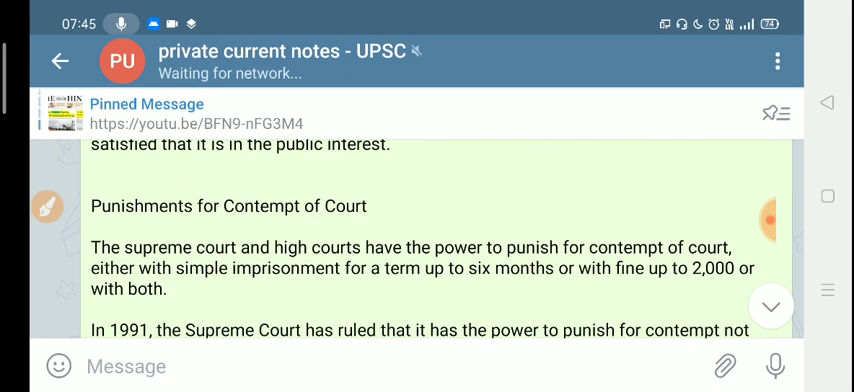 07:45
74
PU
private current notes - UPSC
Waiting for network...
Pinned Message
https://youtu.be/BFN9-nFG3M4
satisfied that it is in the public interest.
Punishments for Contempt of Court
The supreme court and high courts have the power to punish for contempt of court,
either with simple imprisonment for a term up to six months or with fine up to 2,000 or
with both.
In 1991, the Supreme Court has ruled that it has the power to punish for contempt not
Message